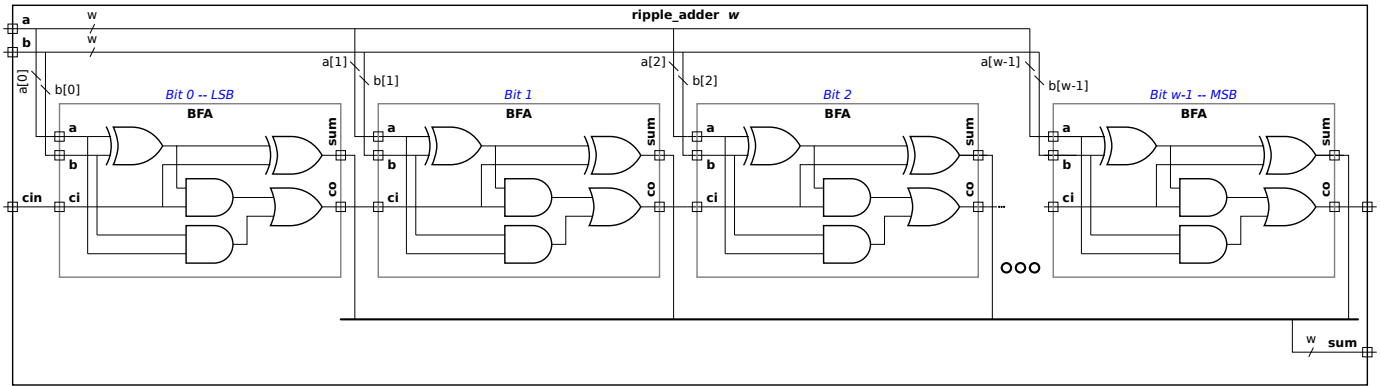 a
w
ripple_adder w
b
w
a[0]
b[0]
a[1]
b[1]
a[2]
b[2]
a[w-1]
b[w-1]
Bit 0 -- LSB
Bit 1
Bit 2
Bit w-1 -- MSB
BFA
BFA
BFA
BFA
a
b
sum
a
b
sum
a
b
sum
a
b
sum
cin
ci
co
ci
co
ci
co
...
ci
co
w
sum